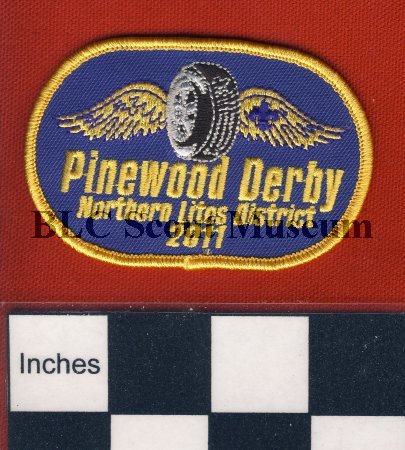 Pinewood Derby
Northern Lites District
BLC Scout Museum
2011
Inches